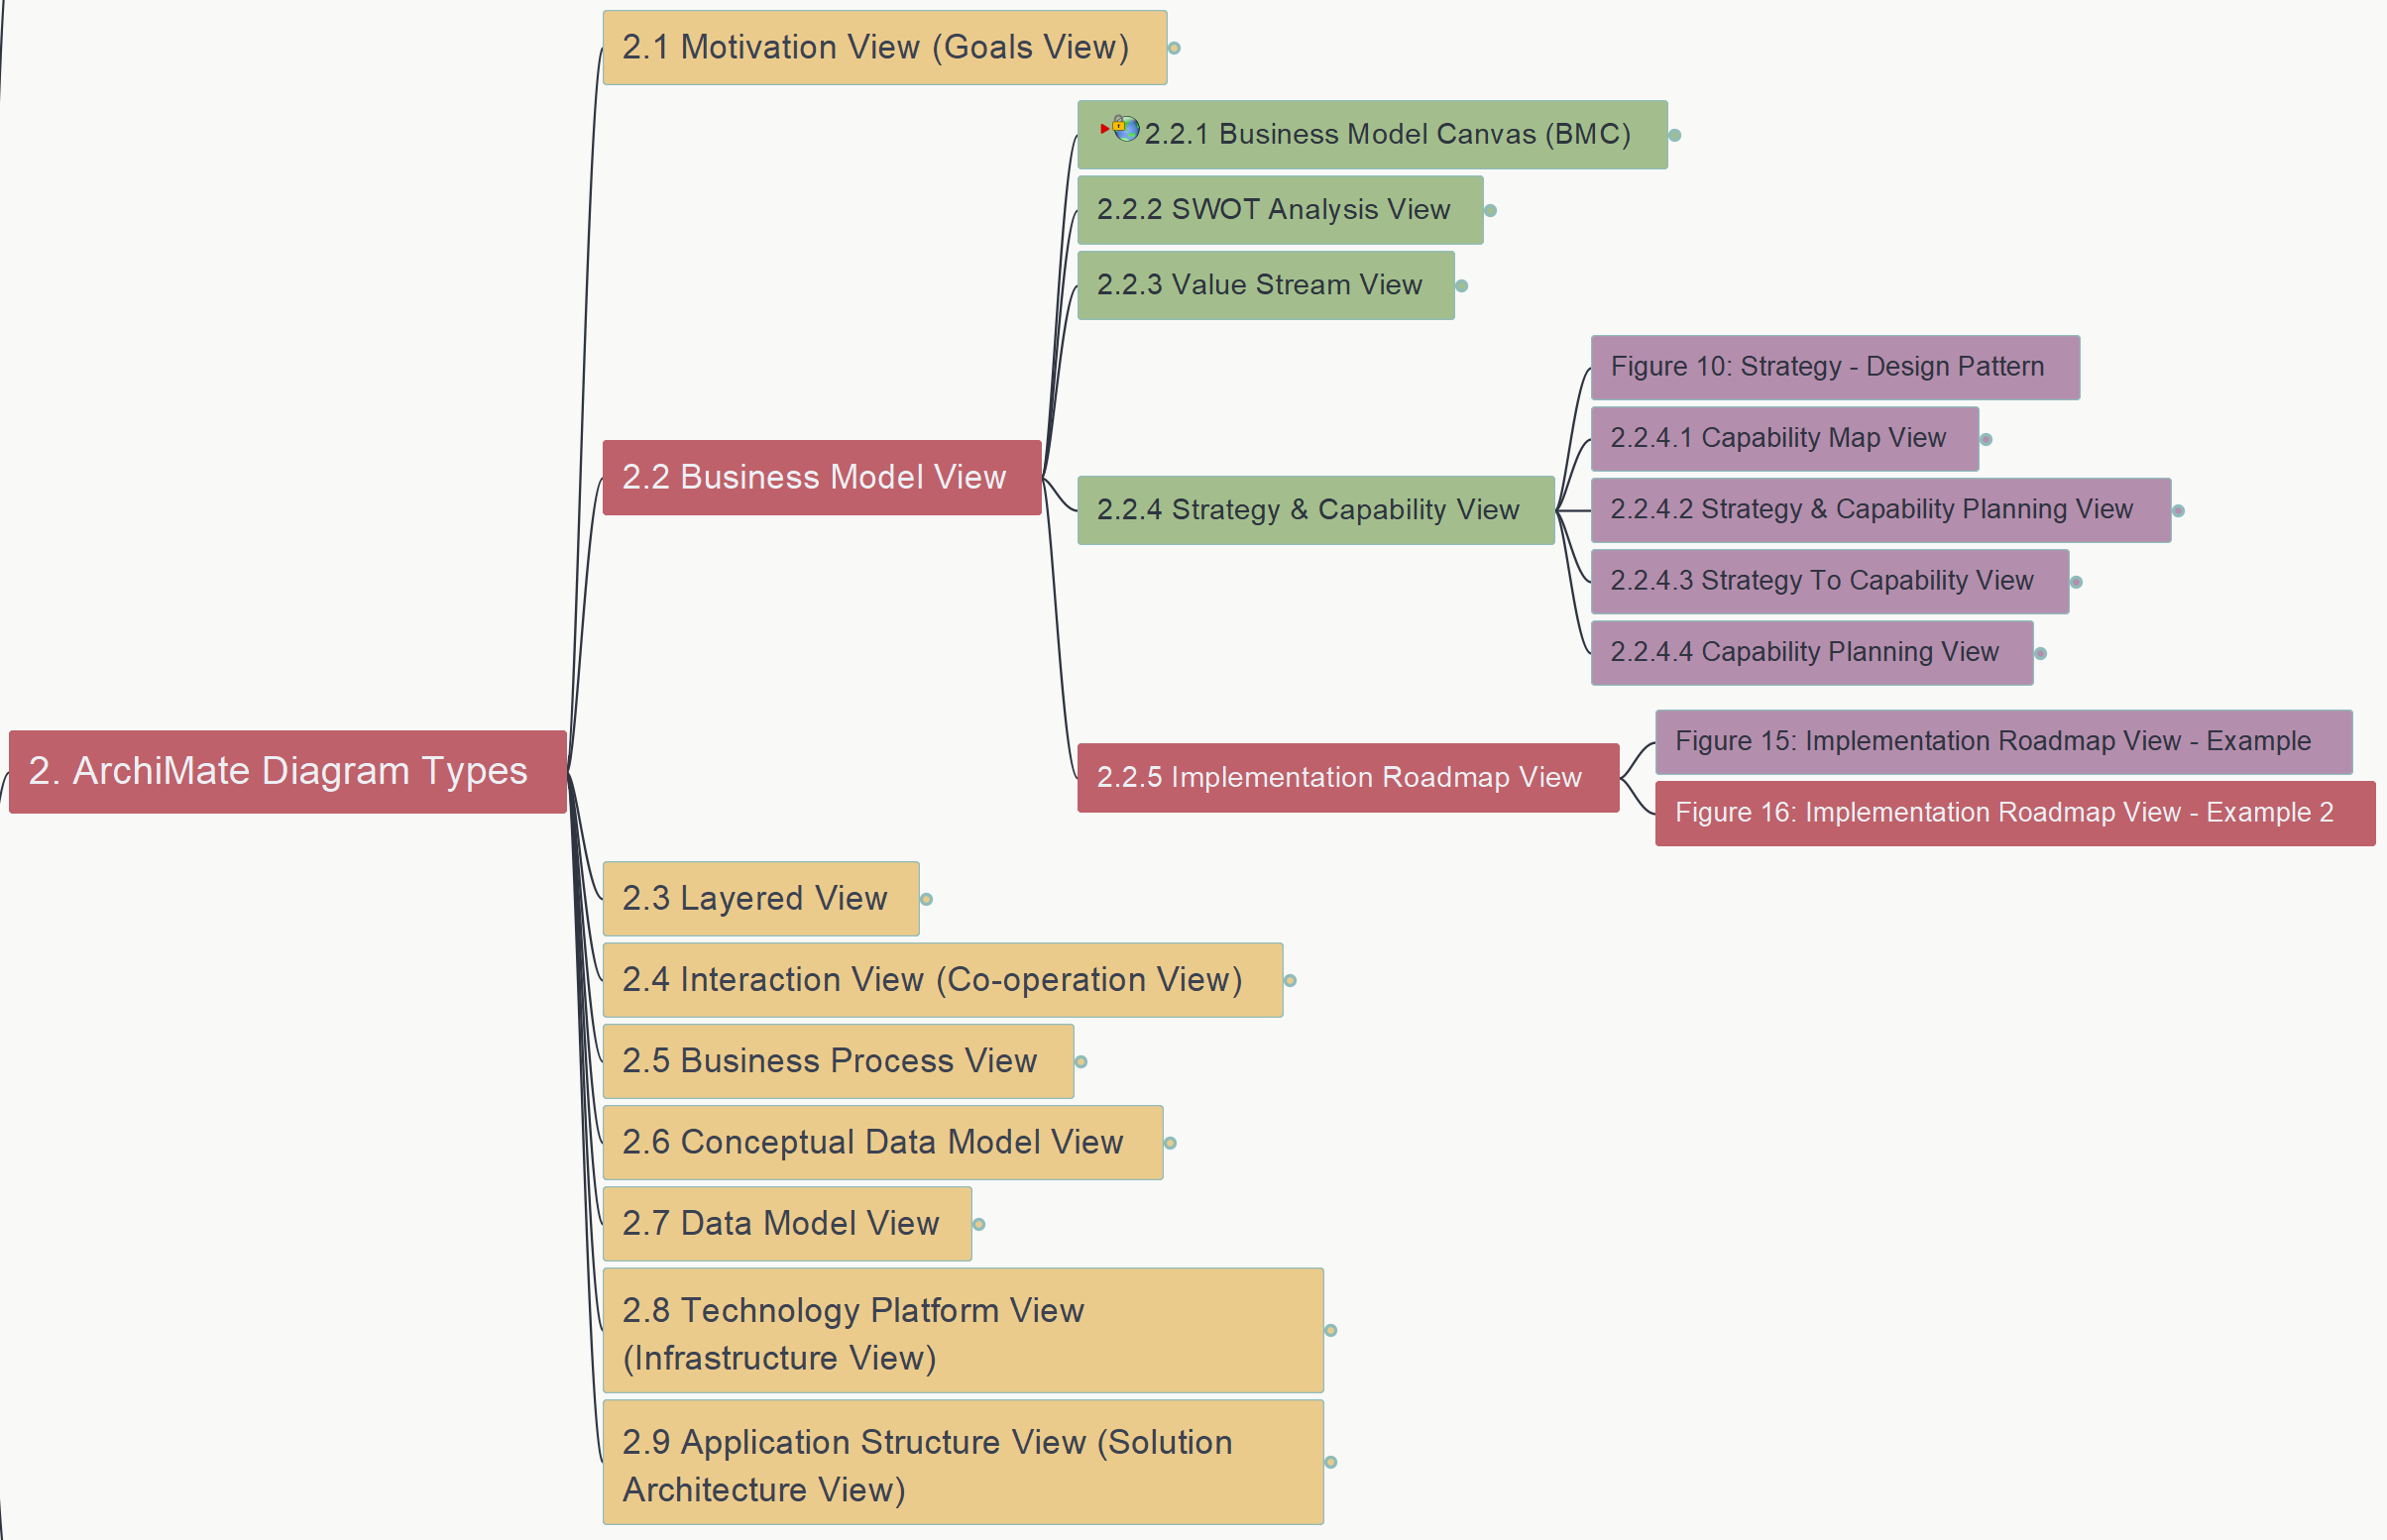 2.1 Motivation View (Goals View)
2.2.1 Business Model Canvas (BMC)
2.2.2 SWOT Analysis View
2.2.3 Value Stream View
Figure 10: Strategy - Design Pattern
2.2.4.1 Capability Map View
2.2 Business Model View
2.2.4 Strategy & Capability View
2.2.4.2 Strategy & Capability Planning View
2.2.4.3 Strategy To Capability View
2.2.4.4 Capability Planning View
2. ArchiMate Diagram Types
2.2.5 Implementation Roadmap View
Figure 15: Implementation Roadmap View - Example
Figure 16: Implementation Roadmap View - Example 2
2.3 Layered View
2.4 Interaction View (Co-operation View)
2.5 Business Process View
2.6 Conceptual Data Model View
2.7 Data Model View
2.8 Technology Platform View
(Infrastructure View)
2.9 Application Structure View (Solution
Architecture View)